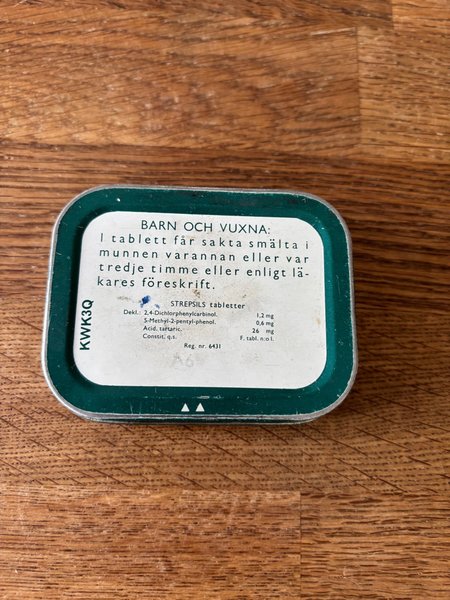 BARN OCH VUXNA:
1 tablett får sakta smälta i
munnen varannan eller var
tredje timme eller enligt lä-
kares föreskrift.
STREPSILS tabletter
Dekl.: 2,4-Dichlorphenylcarbinol. 1,2 mg
5-Methyl-2-pentyl-phenol. 0,6 mg
Acid. tartaric. 26 mg
Constit. q.s. F. tabl. n:o I.
Reg. nr. 6431
KWK3Q